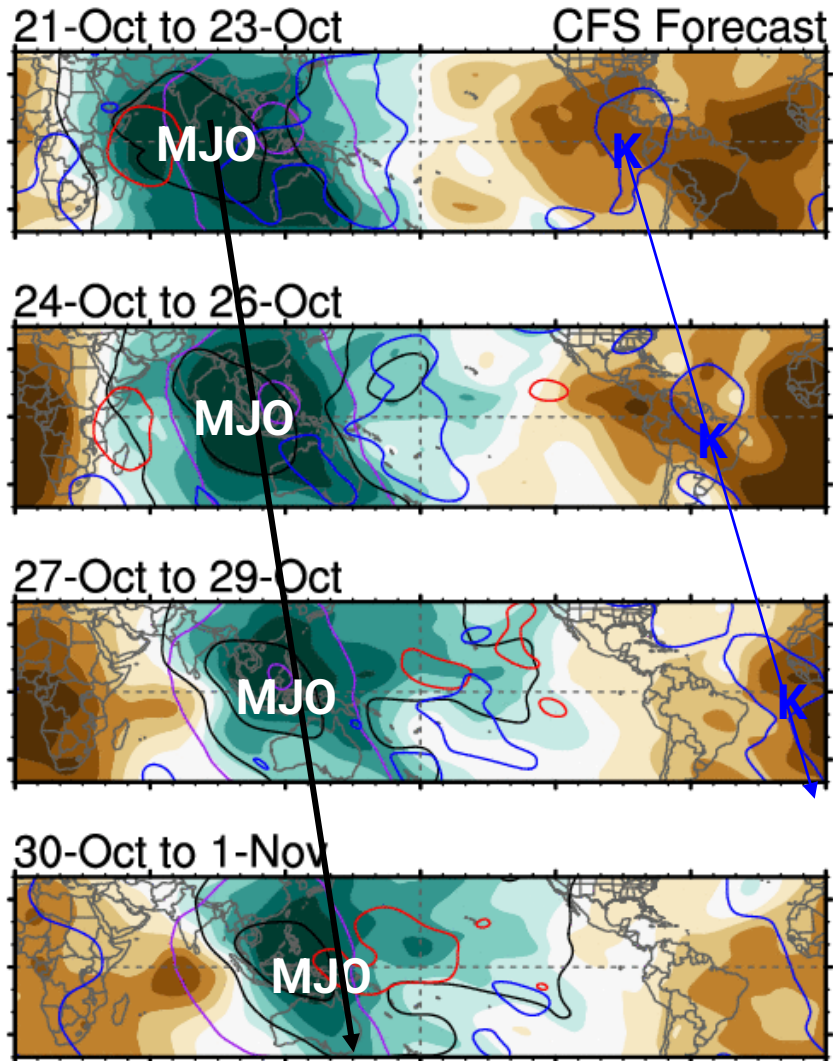 21-Oct to 23-Oct CFS Forecast
MJO K
24-Oct to 26-Oct
MJO K
27-Oct to 29-Oct
MJO K
30-Oct to 1-Nov
MJO